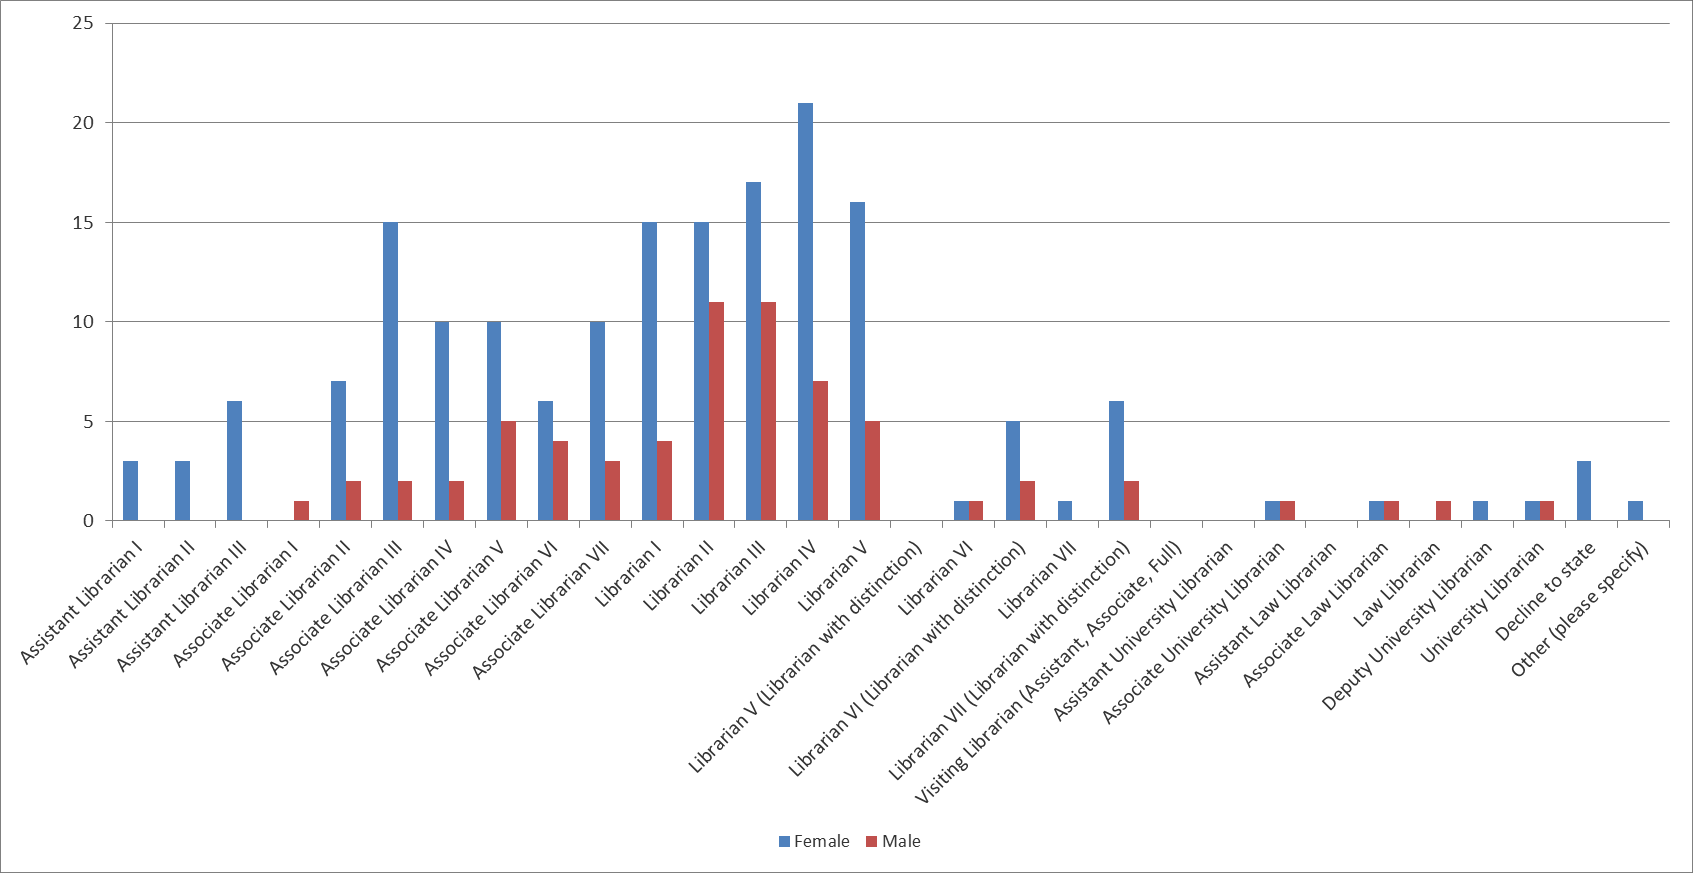 25
20
15
10
5
0
Assistant Librarian I
Assistant Librarian II
Assistant Librarian III
Associate Librarian I
Associate Librarian II
Associate Librarian III
Associate Librarian IV
Associate Librarian V
Associate Librarian VI
Associate Librarian VII
Librarian I
Librarian II
Librarian III
Librarian IV
Librarian V
Librarian V (Librarian with distinction)
Librarian VI
Librarian VI (Librarian with distinction)
Librarian VII
Librarian VII (Librarian with distinction)
Visiting Librarian (Assistant, Associate, Full)
Assistant University Librarian
Associate University Librarian
Assistant Law Librarian
Associate Law Librarian
Law Librarian
Deputy University Librarian
University Librarian
Decline to state
Other (please specify)
Female
Male